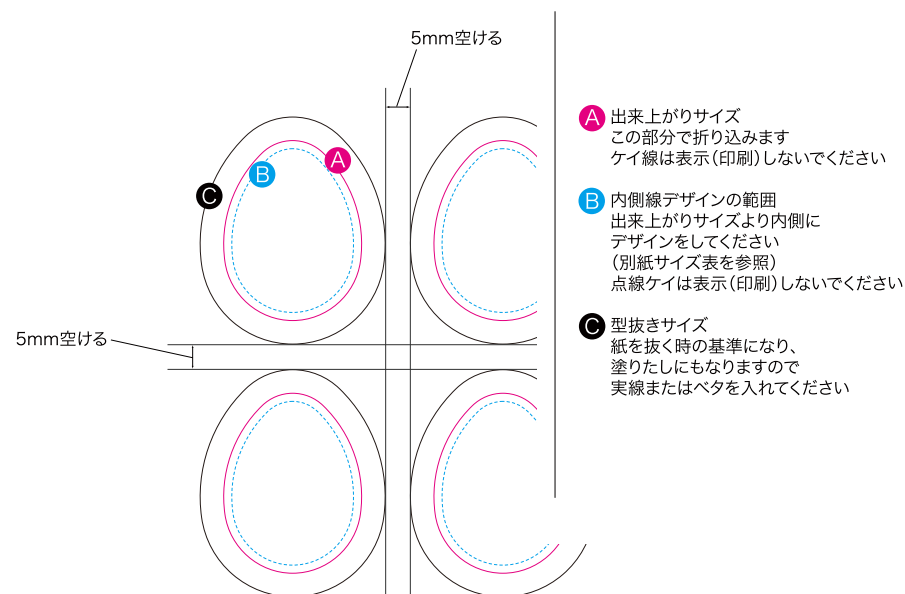 5mm空ける
5mm空ける
C
B
A
A 出来上がりサイズ
この部分で折り込みます
ケイ線は表示（印刷）しないでください
B 内側線デザインの範囲
出来上がりサイズより内側に
デザインをしてください
（別紙サイズ表を参照）
点線ケイは表示（印刷）しないでください
C 型抜きサイズ
紙を抜く時の基準になり、
塗りたしにもなりますので
実線またはベタを入れてください